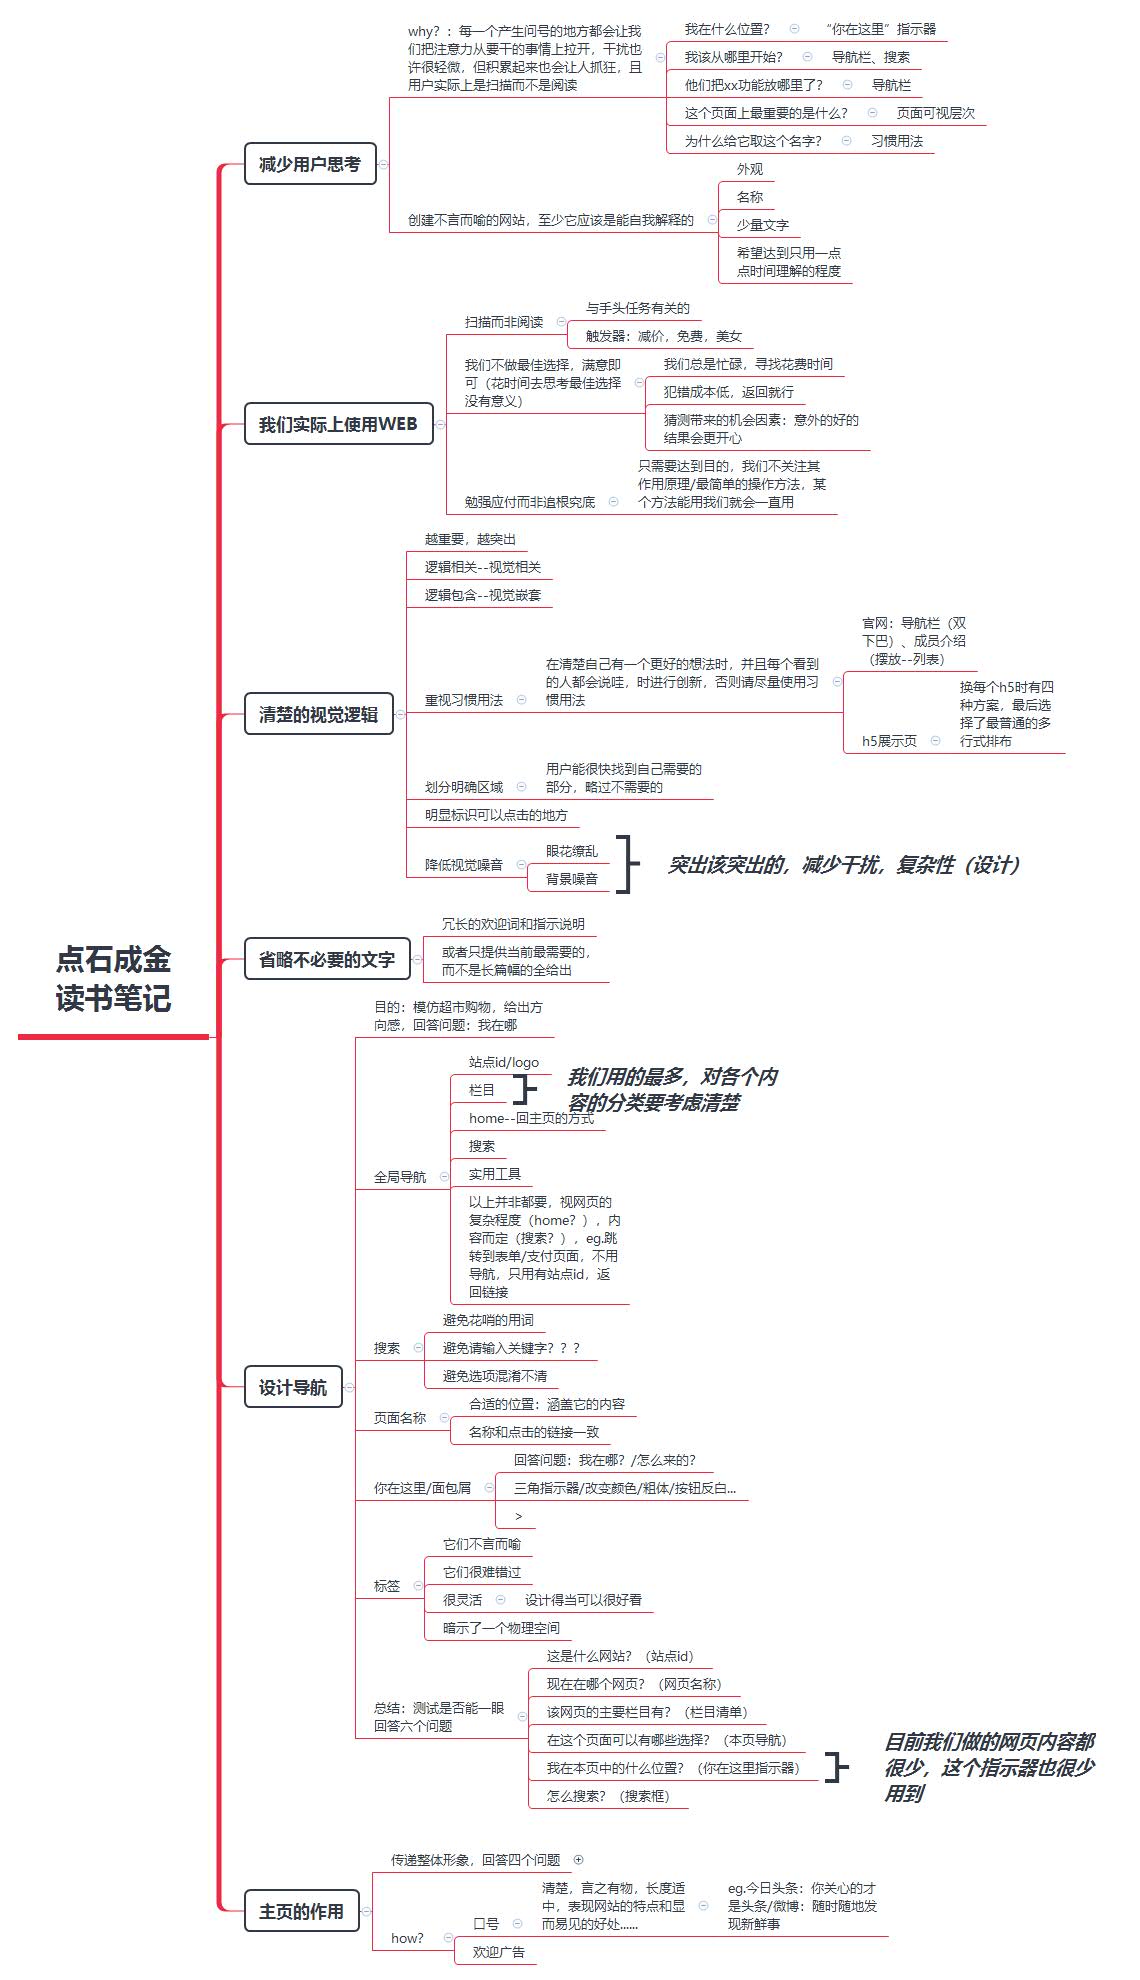 点石成金
读书笔记
减少用户思考
why？：每一个产生问号的地方都会让我
们把注意力从要干的事情上拉开，干扰也
许很轻微，但积累起来也会让人抓狂，且
用户实际上是扫描而不是阅读
我在什么位置？
“你在这里”指示器
我该从哪里开始？
导航栏、搜索
他们把xx功能放哪里了？
导航栏
这个页面上最重要的是什么？
页面可视层次
为什么给它取这个名字？
习惯用法
创建不言而喻的网站，至少它应该是能自我解释的
外观
名称
少量文字
希望达到只用一点
点时间理解的程度
我们实际上使用WEB
扫描而非阅读
与手头任务有关的
触发器：减价，免费，美女
我们不做最佳选择，满意即
可（花时间去思考最佳选择
没有意义）
我们总是忙碌，寻找花费时间
犯错成本低，返回就行
猜测带来的机会因素：意外的好的
结果会更开心
勉强应付而非追根究底
只需要达到目的，我们不关注其
作用原理/最简单的操作方法，某
个方法能用我们就会一直用
清楚的视觉逻辑
越重要，越突出
逻辑相关--视觉相关
逻辑包含--视觉嵌套
重视习惯用法
在清楚自己有一个更好的想法时，并且每个看到
的人都会说哇，时进行创新，否则请尽量使用习
惯用法
官网：导航栏（双
下巴）、成员介绍
（摆放--列表）
h5展示页
换每个h5时有四
种方案，最后选
择了最普通的多
行式排布
划分明确区域
用户能很快找到自己需要的
部分，略过不需要的
明显标识可以点击的地方
降低视觉噪音
眼花缭乱
背景噪音
突出该突出的，减少干扰，复杂性（设计）
省略不必要的文字
冗长的欢迎词和指示说明
或者只提供当前最需要的，
而不是长篇幅的全给出
设计导航
目的：模仿超市购物，给出方
向感，回答问题：我在哪
全局导航
站点id/logo
栏目
我们用的最多，对各个内
容的分类要考虑清楚
home--回主页的方式
搜索
实用工具
以上并非都要，视网页的
复杂程度（home？），内
容而定（搜索？），eg.跳
转到表单/支付页面，不用
导航，只用有站点id，返
回链接
搜索
避免花哨的用词
避免请输入关键字？？？
避免选项混淆不清
页面名称
合适的位置：涵盖它的内容
名称和点击的链接一致
你在这里/面包屑
回答问题：我在哪？/怎么来的？
三角指示器/改变颜色/粗体/按钮反白...
>
标签
它们不言而喻
它们很难错过
很灵活
设计得当可以很好看
暗示了一个物理空间
总结：测试是否能一眼
回答六个问题
这是什么网站？（站点id）
现在在哪个网页？（网页名称）
该网页的主要栏目有？（栏目清单）
在这个页面可以有哪些选择？（本页导航）
我在本页中的什么位置？（你在这里指示器）
怎么搜索？（搜索框）
目前我们做的网页内容都
很少，这个指示器也很少
用到
主页的作用
传递整体形象，回答四个问题
how？
口号
清楚，言之有物，长度适
中，表现网站的特点和显
而易见的好处......
eg.今日头条：你关心的才
是头条/微博：随时随地发
现新鲜事
欢迎广告